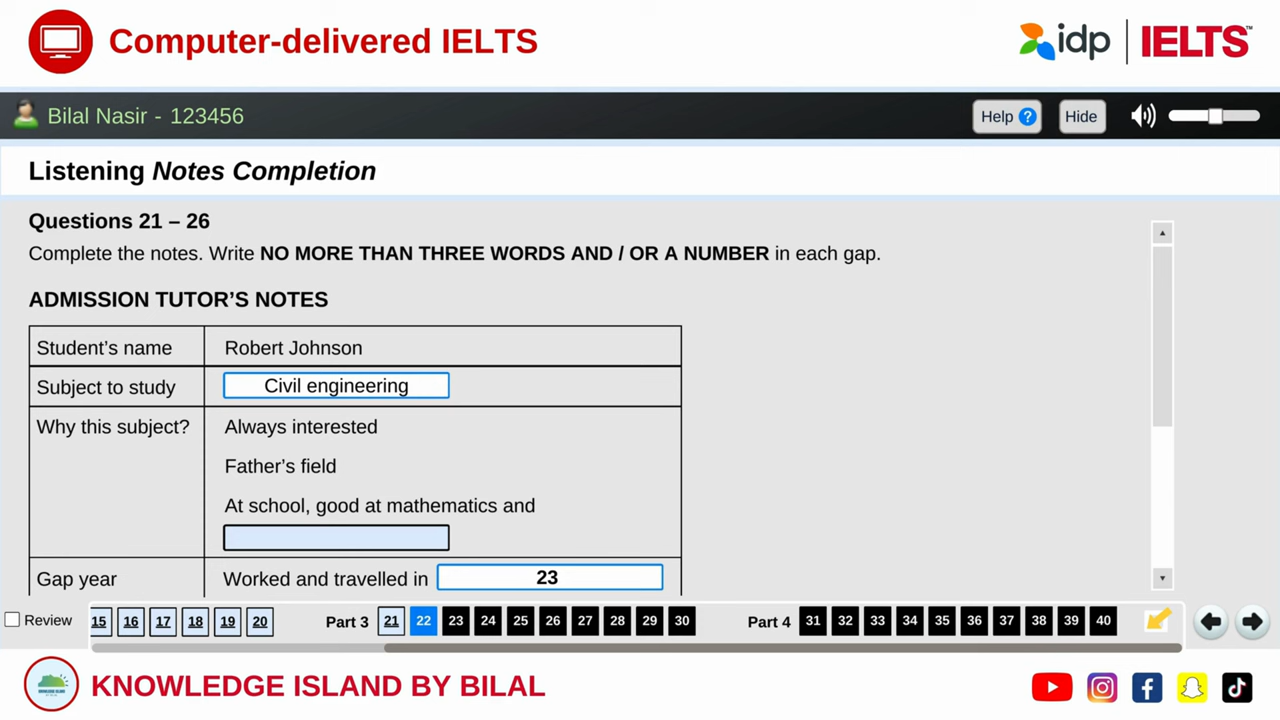 Computer-delivered IELTS
idp | IELTS™
Bilal Nasir - 123456
Help ?
Hide
Listening Notes Completion
Questions 21 – 26
Complete the notes. Write NO MORE THAN THREE WORDS AND / OR A NUMBER in each gap.
ADMISSION TUTOR'S NOTES
Student's name Robert Johnson
Subject to study Civil engineering
Why this subject? Always interested
Father's field
At school, good at mathematics and
Gap year Worked and travelled in 23
Review 15 16 17 18 19 20 Part 3 21 22 23 24 25 26 27 28 29 30 Part 4 31 32 33 34 35 36 37 38 39 40
KNOWLEDGE ISLAND BY BILAL